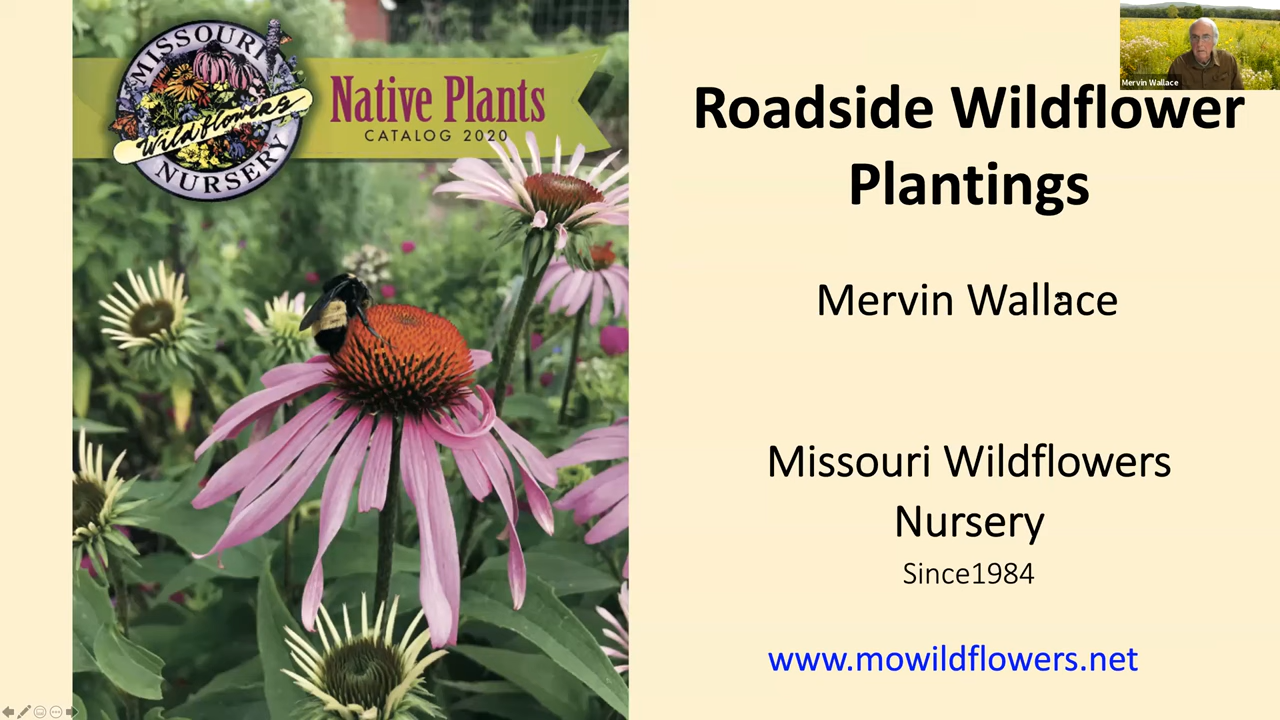 MISSOURI
Wildflowers
NURSERY
Native Plants
CATALOG 2020
Mervin Wallace
Roadside Wildflower
Plantings
Mervin Wallace
Missouri Wildflowers
Nursery
Since1984
www.mowildflowers.net